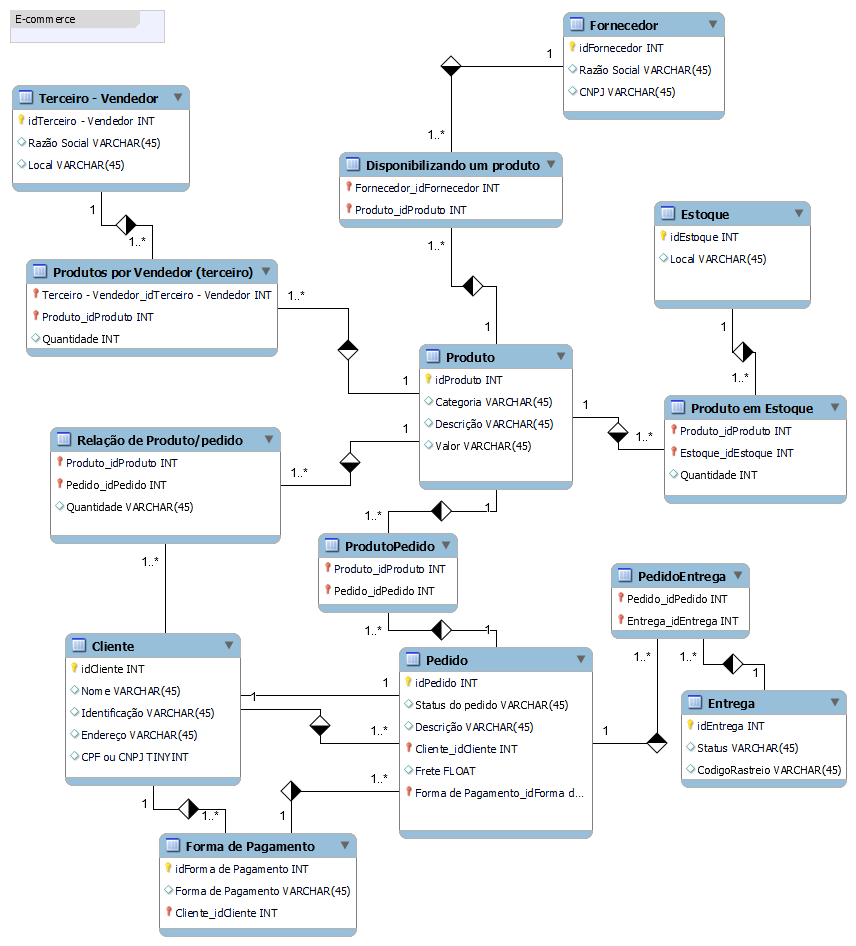 E-commerce
Fornecedor
idFornecedor INT
Razão Social VARCHAR(45)
CNPJ VARCHAR(45)
1
1..*
Terceiro - Vendedor
idTerceiro - Vendedor INT
Razão Social VARCHAR(45)
Local VARCHAR(45)
1
1..*
Disponibilizando um produto
Fornecedor_idFornecedor INT
Produto_idProduto INT
1..*
1
Estoque
idEstoque INT
Local VARCHAR(45)
1
1..*
Produtos por Vendedor (terceiro)
Terceiro - Vendedor_idTerceiro - Vendedor INT
Produto_idProduto INT
Quantidade INT
1..*
1
Produto
idProduto INT
Categoria VARCHAR(45)
Descrição VARCHAR(45)
Valor VARCHAR(45)
1
1..*
Produto em Estoque
Produto_idProduto INT
Estoque_idEstoque INT
Quantidade INT
Relação de Produto/pedido
Produto_idProduto INT
Pedido_idPedido INT
Quantidade VARCHAR(45)
1
1..*
1..*
1..*
1
ProdutoPedido
Produto_idProduto INT
Pedido_idPedido INT
1..*
1
PedidoEntrega
Pedido_idPedido INT
Entrega_idEntrega INT
1..*
1..*
1
1
Cliente
idCliente INT
Nome VARCHAR(45)
Identificação VARCHAR(45)
Endereço VARCHAR(45)
CPF ou CNPJ TINYINT
1
1
1..*
1..*
Pedido
idPedido INT
Status do pedido VARCHAR(45)
Descrição VARCHAR(45)
Cliente_idCliente INT
Frete FLOAT
Forma de Pagamento_idForma d...
Entrega
idEntrega INT
Status VARCHAR(45)
CodigoRastreio VARCHAR(45)
1
1..*
1
Forma de Pagamento
idForma de Pagamento INT
Forma de Pagamento VARCHAR(45)
Cliente_idCliente INT